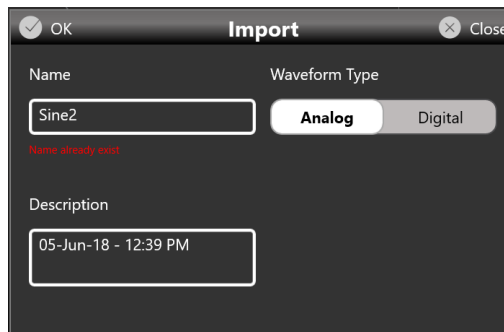 OK Import Close
Name Waveform Type
Sine2 Analog Digital
Name already exist
Description
05-Jun-18 - 12:39 PM